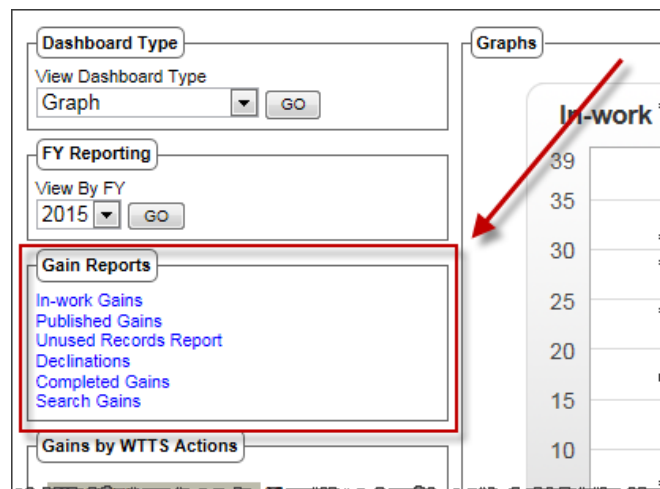 Dashboard Type
View Dashboard Type
Graph
GO
FY Reporting
View By FY
2015
GO
Gain Reports
In-work Gains
Published Gains
Unused Records Report
Declinations
Completed Gains
Search Gains
Gains by WTTS Actions
Graphs
In-work
39
35
30
25
20
15
10